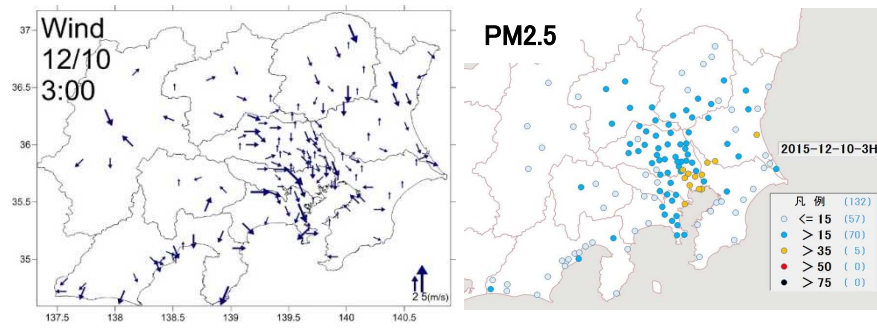 Wind
12/10
3:00
37
36.5
36
35.5
35
137.5 138 138.5 139 139.5 140 140.5
2 5(m/s)
PM2.5
2015-12-10-3H
凡 例 (132)
<= 15 (57)
> 15 (70)
> 35 (5)
> 50 (0)
> 75 (0)